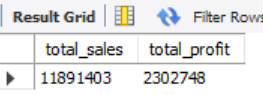 Result Grid Filter Rows
total_sales total_profit
11891403 2302748